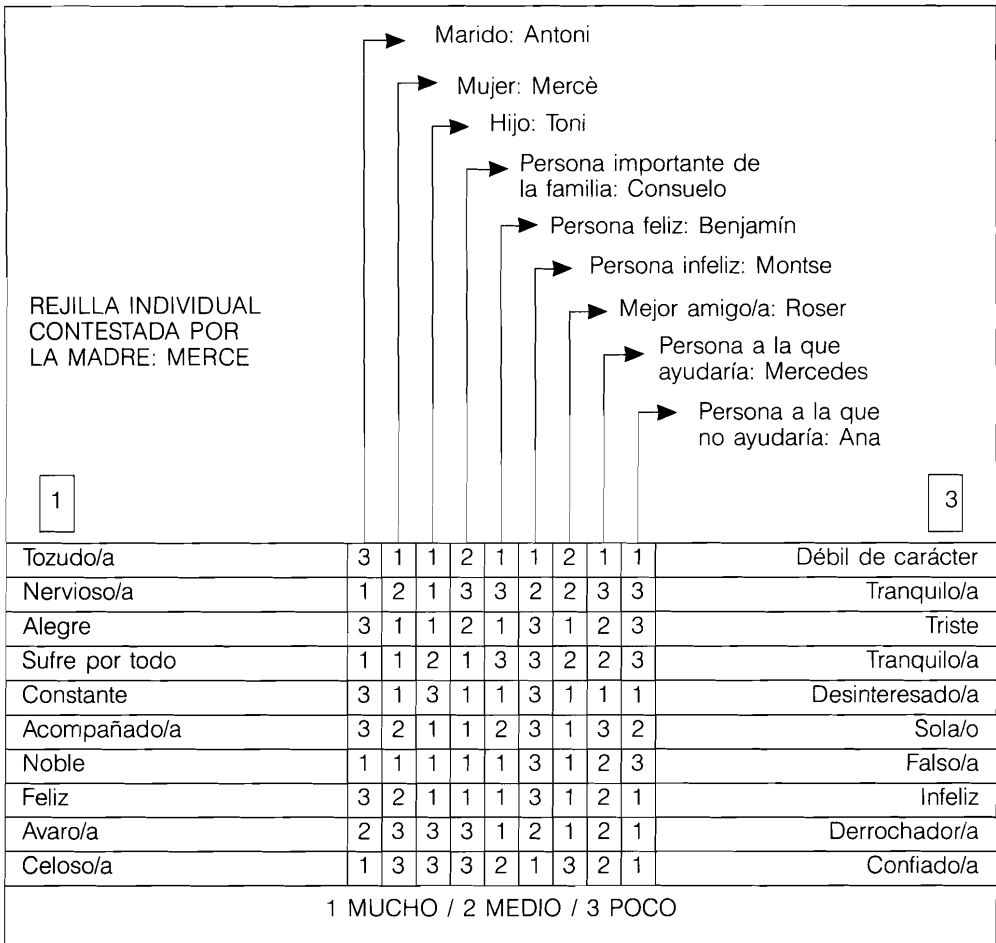 Marido: Antoni
Mujer: Mercè
Hijo: Toni
Persona importante de
la familia: Consuelo
Persona feliz: Benjamín
Persona infeliz: Montse
REJILLA INDIVIDUAL
CONTESTADA POR
LA MADRE: MERCE
Mejor amigo/a: Roser
Persona a la que
ayudaría: Mercedes
Persona a la que
no ayudaría: Ana
1 3
Tozudo/a 3 1 1 2 1 1 2 1 1 Débil de carácter
Nervioso/a 1 2 1 3 3 2 2 3 3 Tranquilo/a
Alegre 3 1 1 2 1 3 1 2 3 Triste
Sufre por todo 1 1 2 1 3 3 2 2 3 Tranquilo/a
Constante 3 1 3 1 1 3 1 1 1 Desinteresado/a
Acompañado/a 3 2 1 1 2 3 1 3 2 Sola/o
Noble 1 1 1 1 1 3 1 2 3 Falso/a
Feliz 3 2 1 1 1 3 1 2 1 Infeliz
Avaro/a 2 3 3 3 1 2 1 2 1 Derrochador/a
Celoso/a 1 3 3 3 2 1 3 2 1 Confiado/a
1 MUCHO / 2 MEDIO / 3 POCO